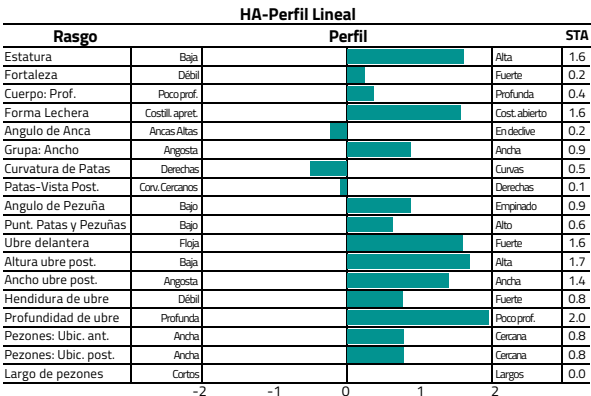 HA-Perfil Lineal
Rasgo Perfil STA
Estatura Baja Alta 1.6
Fortaleza Débil Fuerte 0.2
Cuerpo: Prof. Poco prof. Profunda 0.4
Forma Lechera Costill. apret. Cost. abierto 1.6
Angulo de Anca Ancas Altas En declive 0.2
Grupa: Ancho Angosta Ancha 0.9
Curvatura de Patas Derechas Curvas 0.5
Patas-Vista Post. Corv. Cercanos Derechas 0.1
Angulo de Pezuña Bajo Empinado 0.9
Punt. Patas y Pezuñas Bajo Alto 0.6
Ubre delantera Floja Fuerte 1.6
Altura ubre post. Baja Alta 1.7
Ancho ubre post. Angosta Ancha 1.4
Hendidura de ubre Débil Fuerte 0.8
Profundidad de ubre Profunda Poco prof. 2.0
Pezones: Ubic. ant. Ancha Cercana 0.8
Pezones: Ubic. post. Ancha Cercana 0.8
Largo de pezones Cortos Largos 0.0
-2 -1 0 1 2